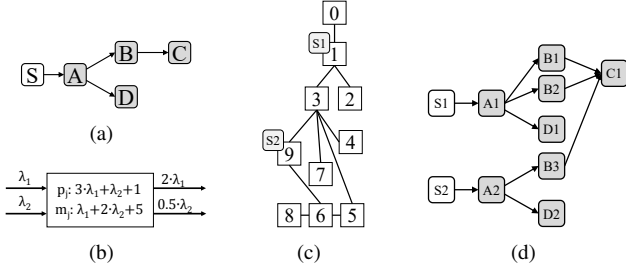 S A B C D
(a)
λ₁ 2·λ₁
λ₂ 0.5·λ₂
pⱼ: 3·λ₁+λ₂+1
mⱼ: λ₁+2·λ₂+5
(b)
0
S1
1
3 2
S2
9 4
7
8 6 5
(c)
B1
C1
B2
S1 A1
D1
B3
S2 A2
D2
(d)